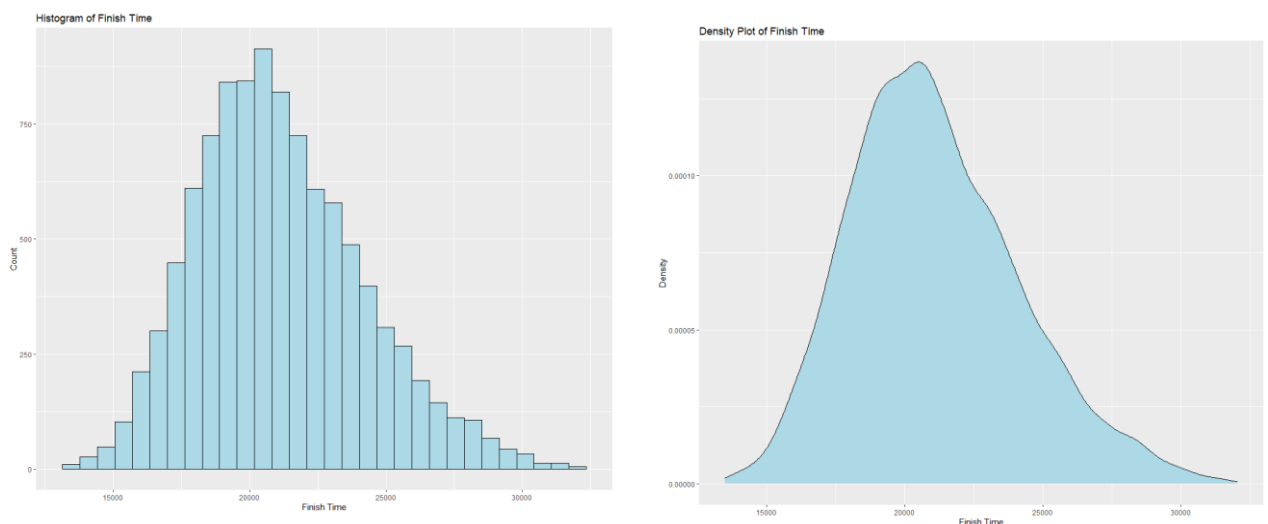 Histogram of Finish Time
750
500
250
0
Count
15000 20000 25000 30000
Finish Time
Density Plot of Finish Time
0.00010
0.00005
0.00000
Density
15000 20000 25000 30000
Finish Time